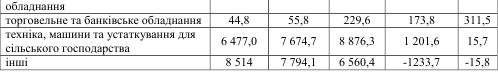 обладнання
торговельне та банківське обладнання 44,8 55,8 229,6 173,8 311,5
техніка, машини та устаткування для сільського господарства 6 477,0 7 674,7 8 876,3 1 201,6 15,7
інші 8 514 7 794,1 6 560,4 -1233,7 -15,8